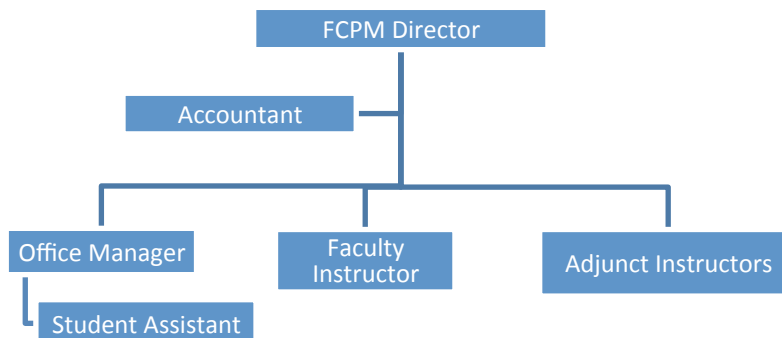 FCPM Director
Accountant
Office Manager
Faculty
Instructor
Adjunct Instructors
Student Assistant